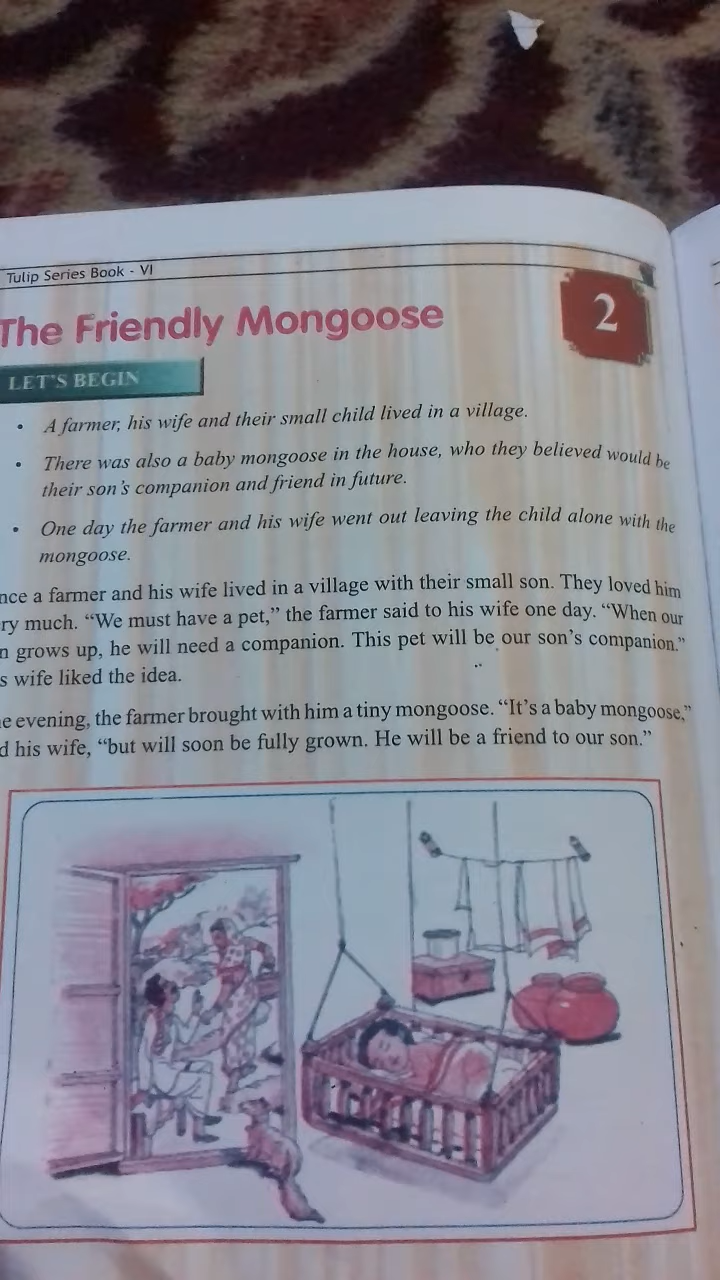 Tulip Series Book - VI
2
The Friendly Mongoose
LET'S BEGIN
• A farmer, his wife and their small child lived in a village.
• There was also a baby mongoose in the house, who they believed would be
their son's companion and friend in future.
• One day the farmer and his wife went out leaving the child alone with the
mongoose.
nce a farmer and his wife lived in a village with their small son. They loved him
ry much. “We must have a pet,” the farmer said to his wife one day. “When our
n grows up, he will need a companion. This pet will be our son’s companion.”
s wife liked the idea.
e evening, the farmer brought with him a tiny mongoose. “It’s a baby mongoose,”
d his wife, “but will soon be fully grown. He will be a friend to our son.”